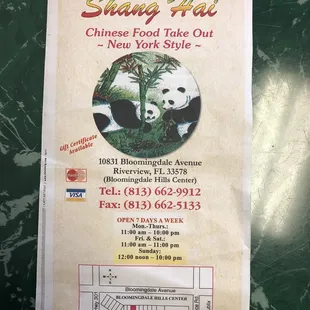 Shang Hai
Chinese Food Take Out
~ New York Style ~
Gift Certificate
Available
10831 Bloomingdale Avenue
Riverview, FL 33578
(Bloomingdale Hills Center)
VISA
Tel.: (813) 662-9912
Fax: (813) 662-5133
OPEN 7 DAYS A WEEK
Mon.-Thurs.:
11:00 am – 10:00 pm
Fri. & Sat.:
11:00 am – 11:00 pm
Sunday:
12:00 noon – 10:00 pm
Bloomingdale Avenue
BLOOMINGDALE HILLS CENTER